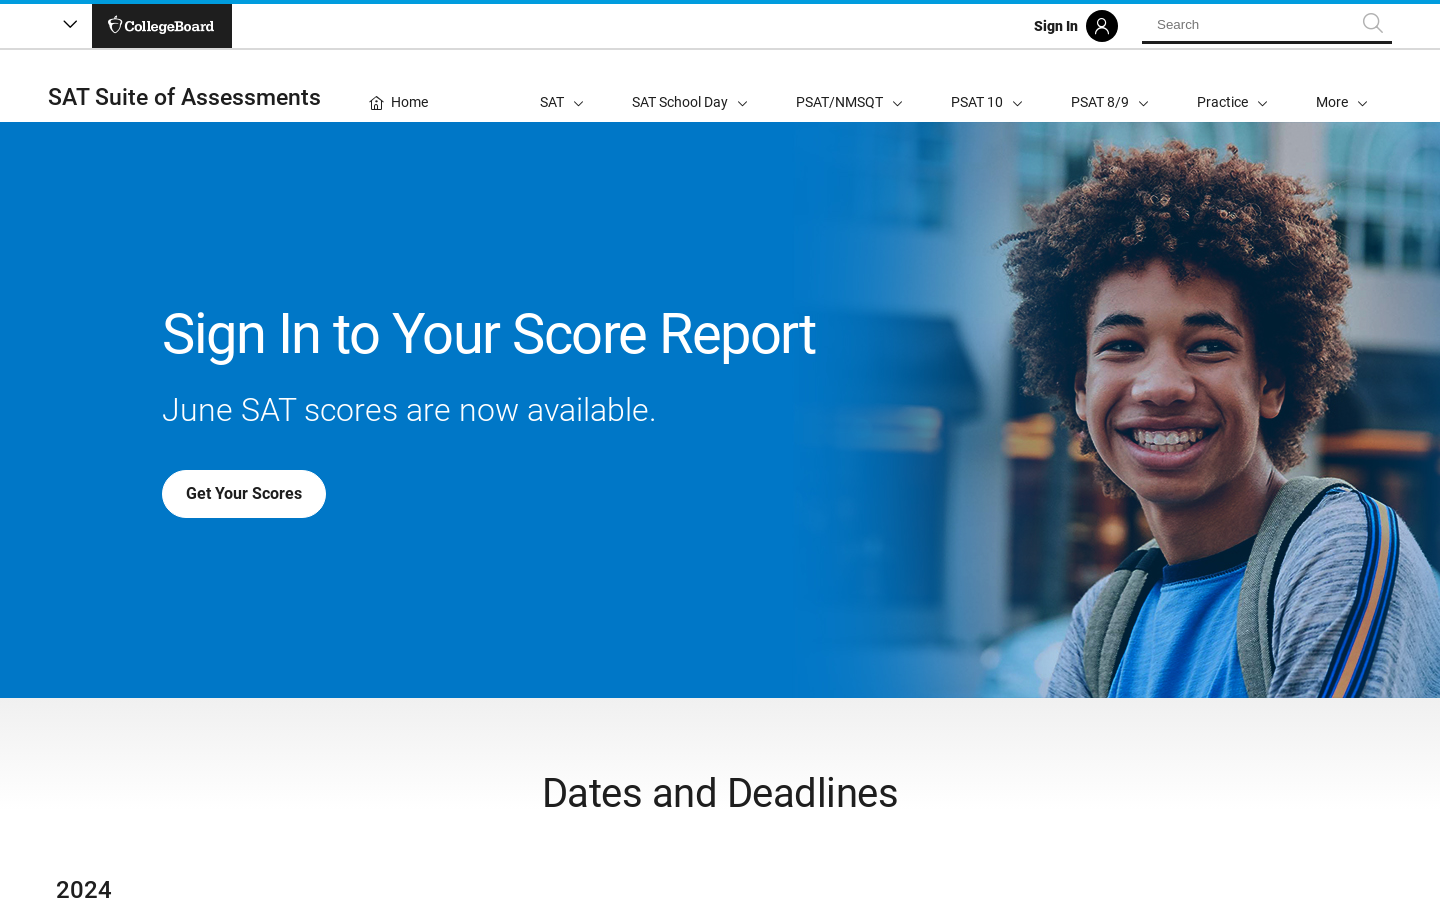 CollegeBoard
Sign In
Search
SAT Suite of Assessments
Home
SAT
SAT School Day
PSAT/NMSQT
PSAT 10
PSAT 8/9
Practice
More
Sign In to Your Score Report
June SAT scores are now available.
Get Your Scores
Dates and Deadlines
2024